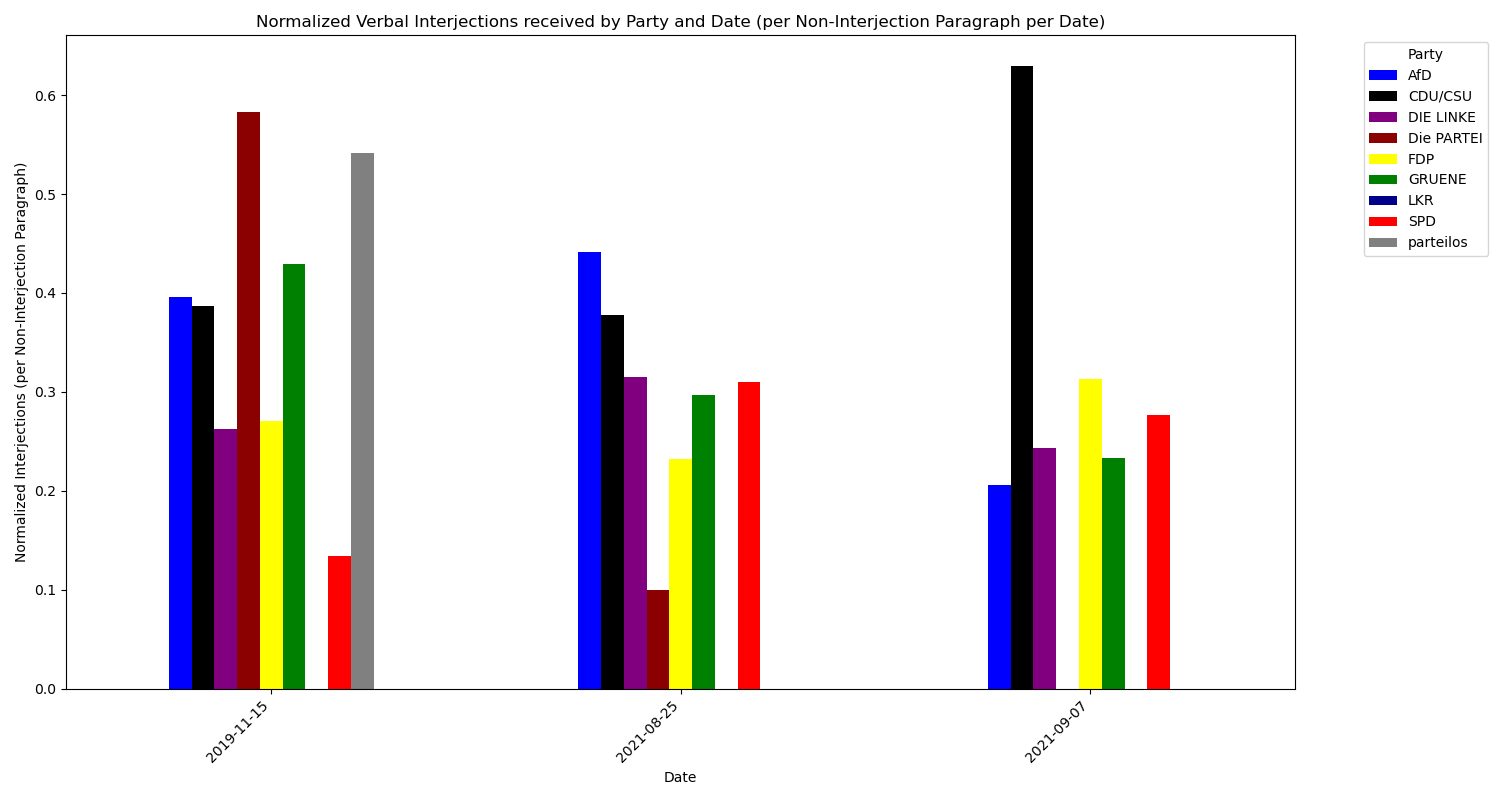 Normalized Verbal Interjections received by Party and Date (per Non-Interjection Paragraph per Date)
Normalized Interjections (per Non-Interjection Paragraph)
0.6
0.5
0.4
0.3
0.2
0.1
0.0
2019-11-15
2021-08-25
2021-09-07
Date
Party
AfD
CDU/CSU
DIE LINKE
Die PARTEI
FDP
GRUENE
LKR
SPD
parteilos